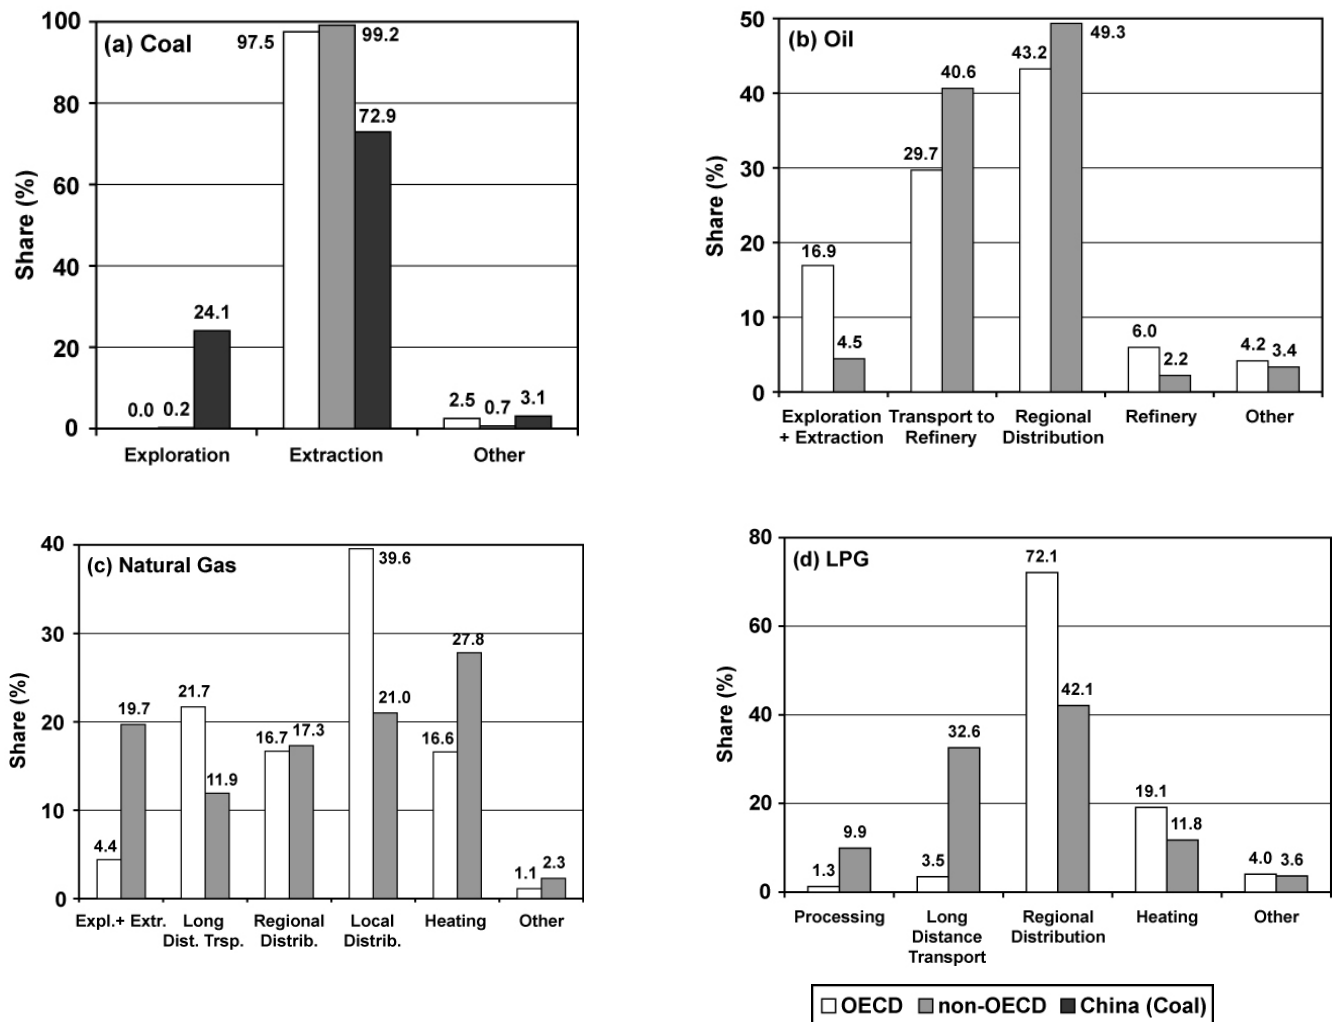 (a) Coal
Share (%)
100
80
60
40
20
0
0.0
0.2
24.1
97.5
99.2
72.9
2.5
0.7
3.1
Exploration
Extraction
Other
(b) Oil
Share (%)
50
40
30
20
10
0
16.9
4.5
29.7
40.6
43.2
49.3
6.0
2.2
4.2
3.4
Exploration
+ Extraction
Transport to
Refinery
Regional
Distribution
Refinery
Other
(c) Natural Gas
Share (%)
40
30
20
10
0
4.4
19.7
21.7
11.9
16.7
17.3
39.6
21.0
16.6
27.8
1.1
2.3
Expl.+ Extr.
Long
Dist. Trsp.
Regional
Distrib.
Local
Distrib.
Heating
Other
(d) LPG
Share (%)
80
60
40
20
0
1.3
9.9
3.5
32.6
72.1
42.1
19.1
11.8
4.0
3.6
Processing
Long
Distance
Transport
Regional
Distribution
Heating
Other
OECD
non-OECD
China (Coal)